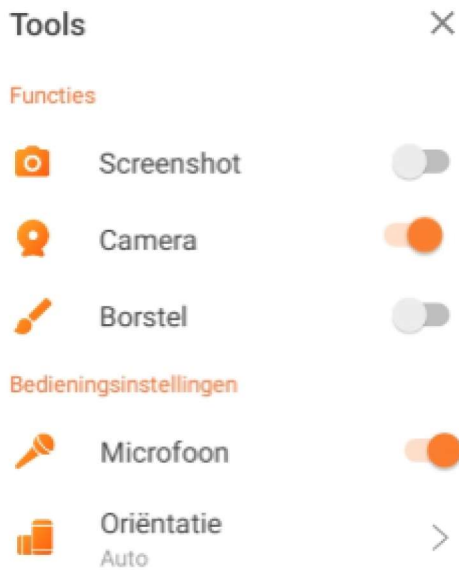 Tools
Functies
Screenshot
Camera
Borstel
Bedieningsinstellingen
Microfoon
Oriëntatie
Auto